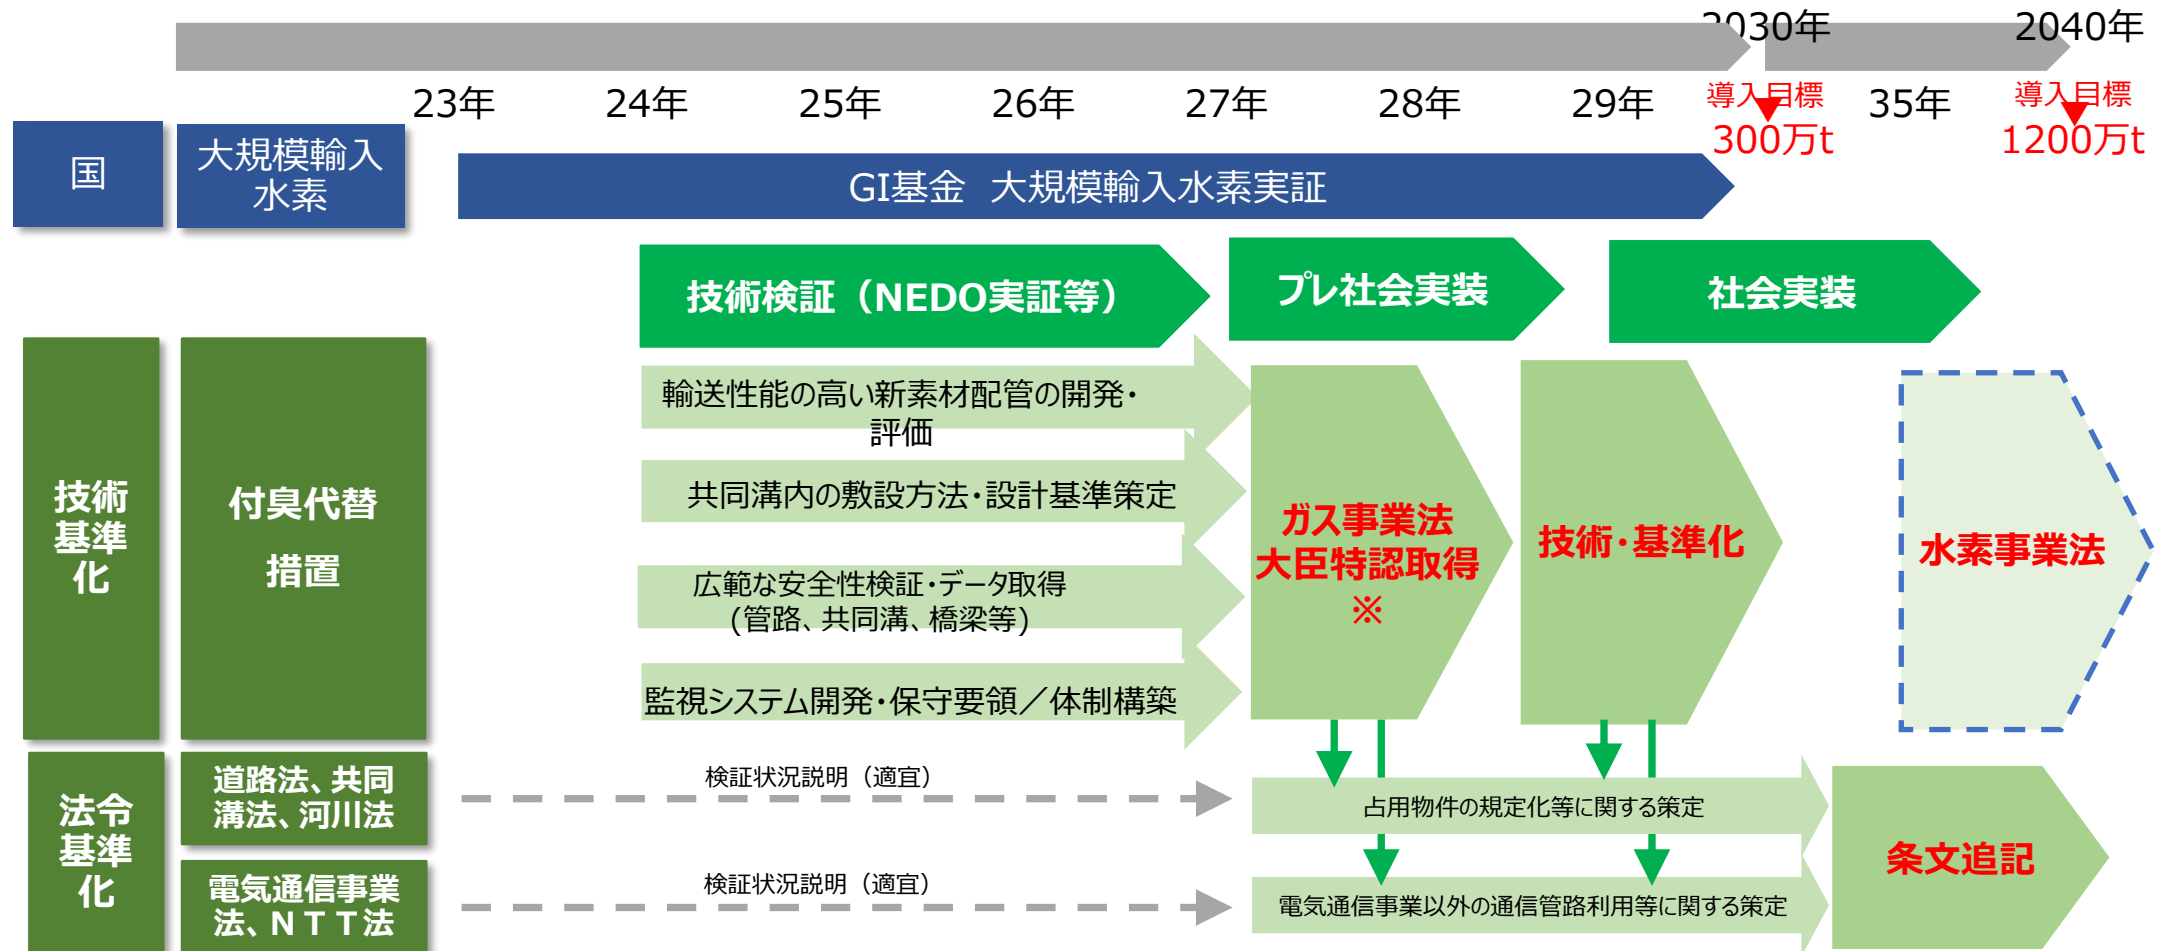 2030年
2040年
23年
24年
25年
26年
27年
28年
29年
導入目標
300万t
35年
導入目標
1200万t
国
大規模輸入
水素
GI基金　大規模輸入水素実証
技術検証（NEDO実証等）
プレ社会実装
社会実装
技術
基準
化
付臭代替
措置
輸送性能の高い新素材配管の開発・
評価
共同溝内の敷設方法・設計基準策定
広範な安全性検証・データ取得
(管路、共同溝、橋梁等)
監視システム開発・保守要領／体制構築
ガス事業法
大臣特認取得
※
技術・基準化
水素事業法
法令
基準
化
道路法、共同
溝法、河川法
検証状況説明（適宜）
占用物件の規定化等に関する策定
電気通信事業
法、ＮＴＴ法
検証状況説明（適宜）
電気通信事業以外の通信管路利用等に関する策定
条文追記